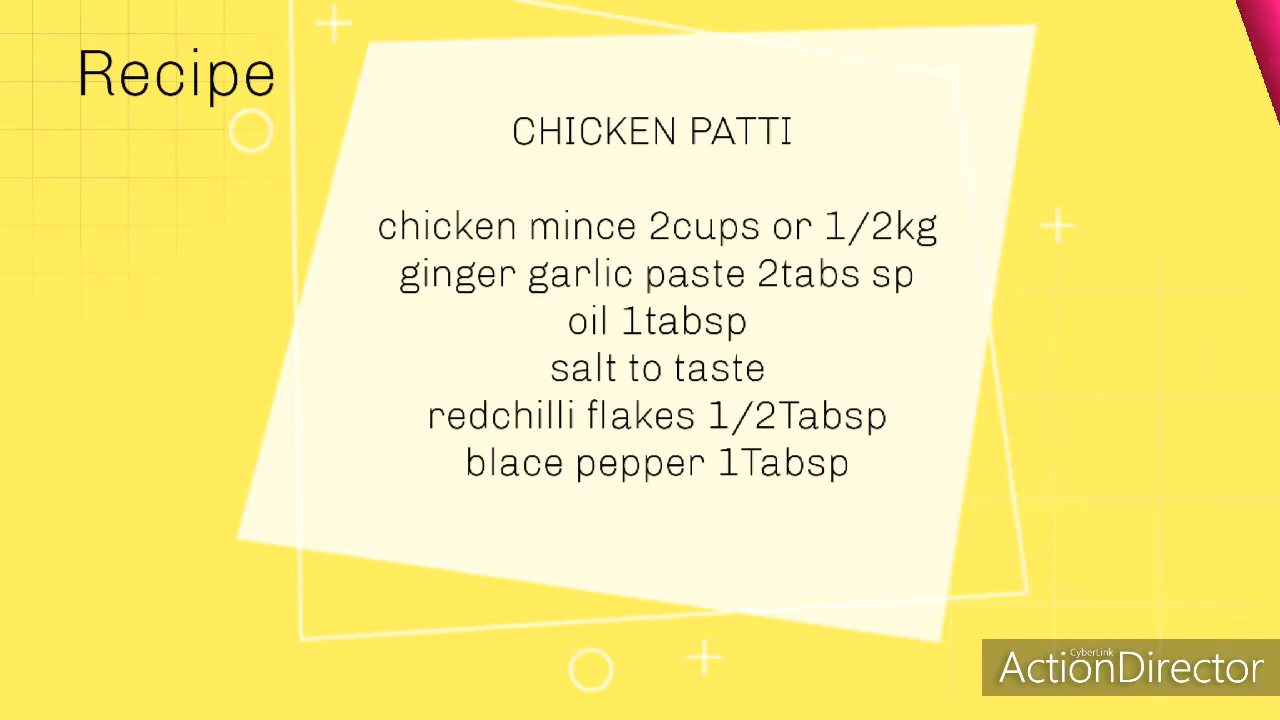 Recipe
CHICKEN PATTI
chicken mince 2cups or 1/2kg
ginger garlic paste 2tabs sp
oil 1tabsp
salt to taste
redchilli flakes 1/2Tabsp
blace pepper 1Tabsp
CyberLink
ActionDirector